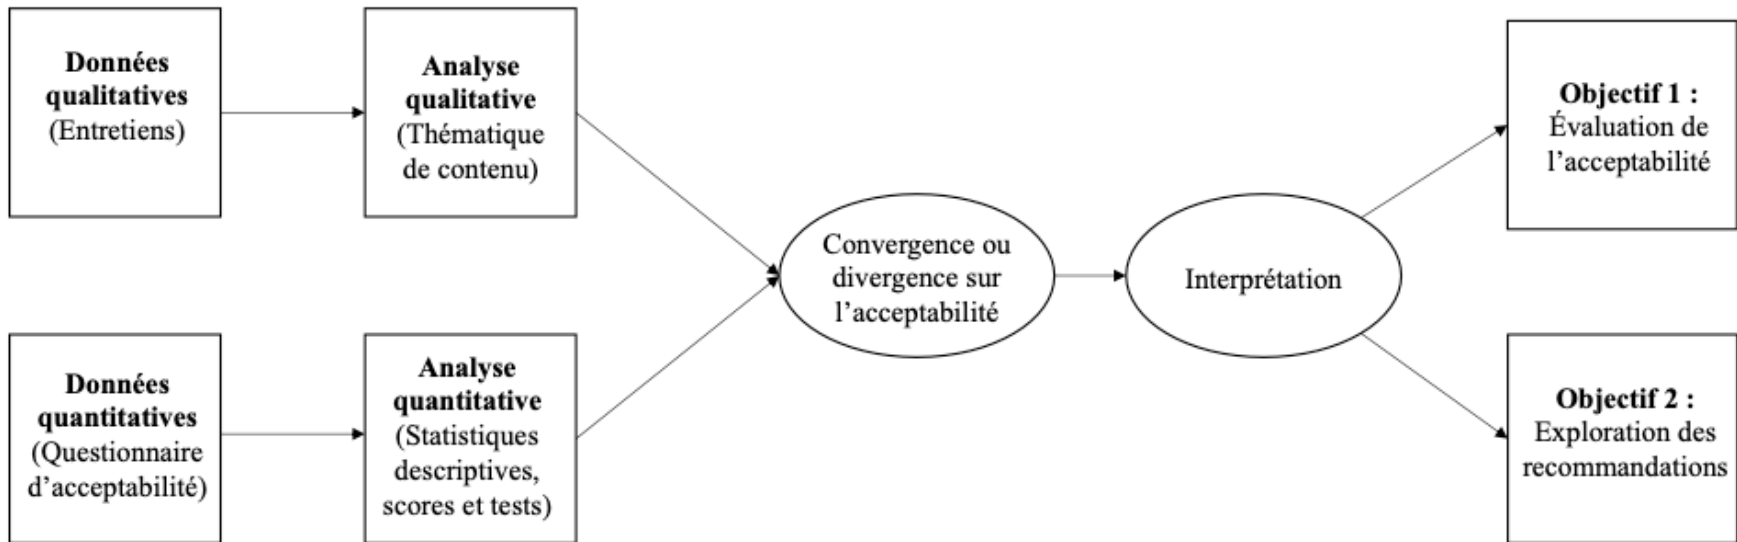 Données
qualitatives
(Entretiens)
Analyse
qualitative
(Thématique
de contenu)
Données
quantitatives
(Questionnaire
d’acceptabilité)
Analyse
quantitative
(Statistiques
descriptives,
scores et tests)
Convergence ou
divergence sur
l’acceptabilité
Interprétation
Objectif 1 :
Évaluation de
l’acceptabilité
Objectif 2 :
Exploration des
recommandations